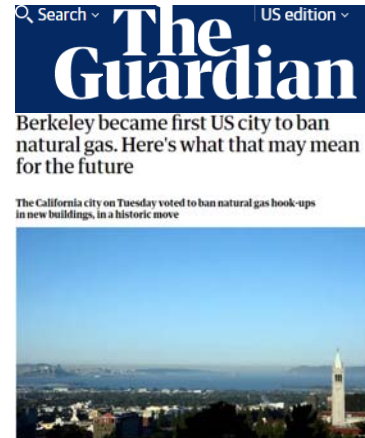 Search
US edition
The
Guardian
Berkeley became first US city to ban
natural gas. Here's what that may mean
for the future
The California city on Tuesday voted to ban natural gas hook-ups
in new buildings, in a historic move